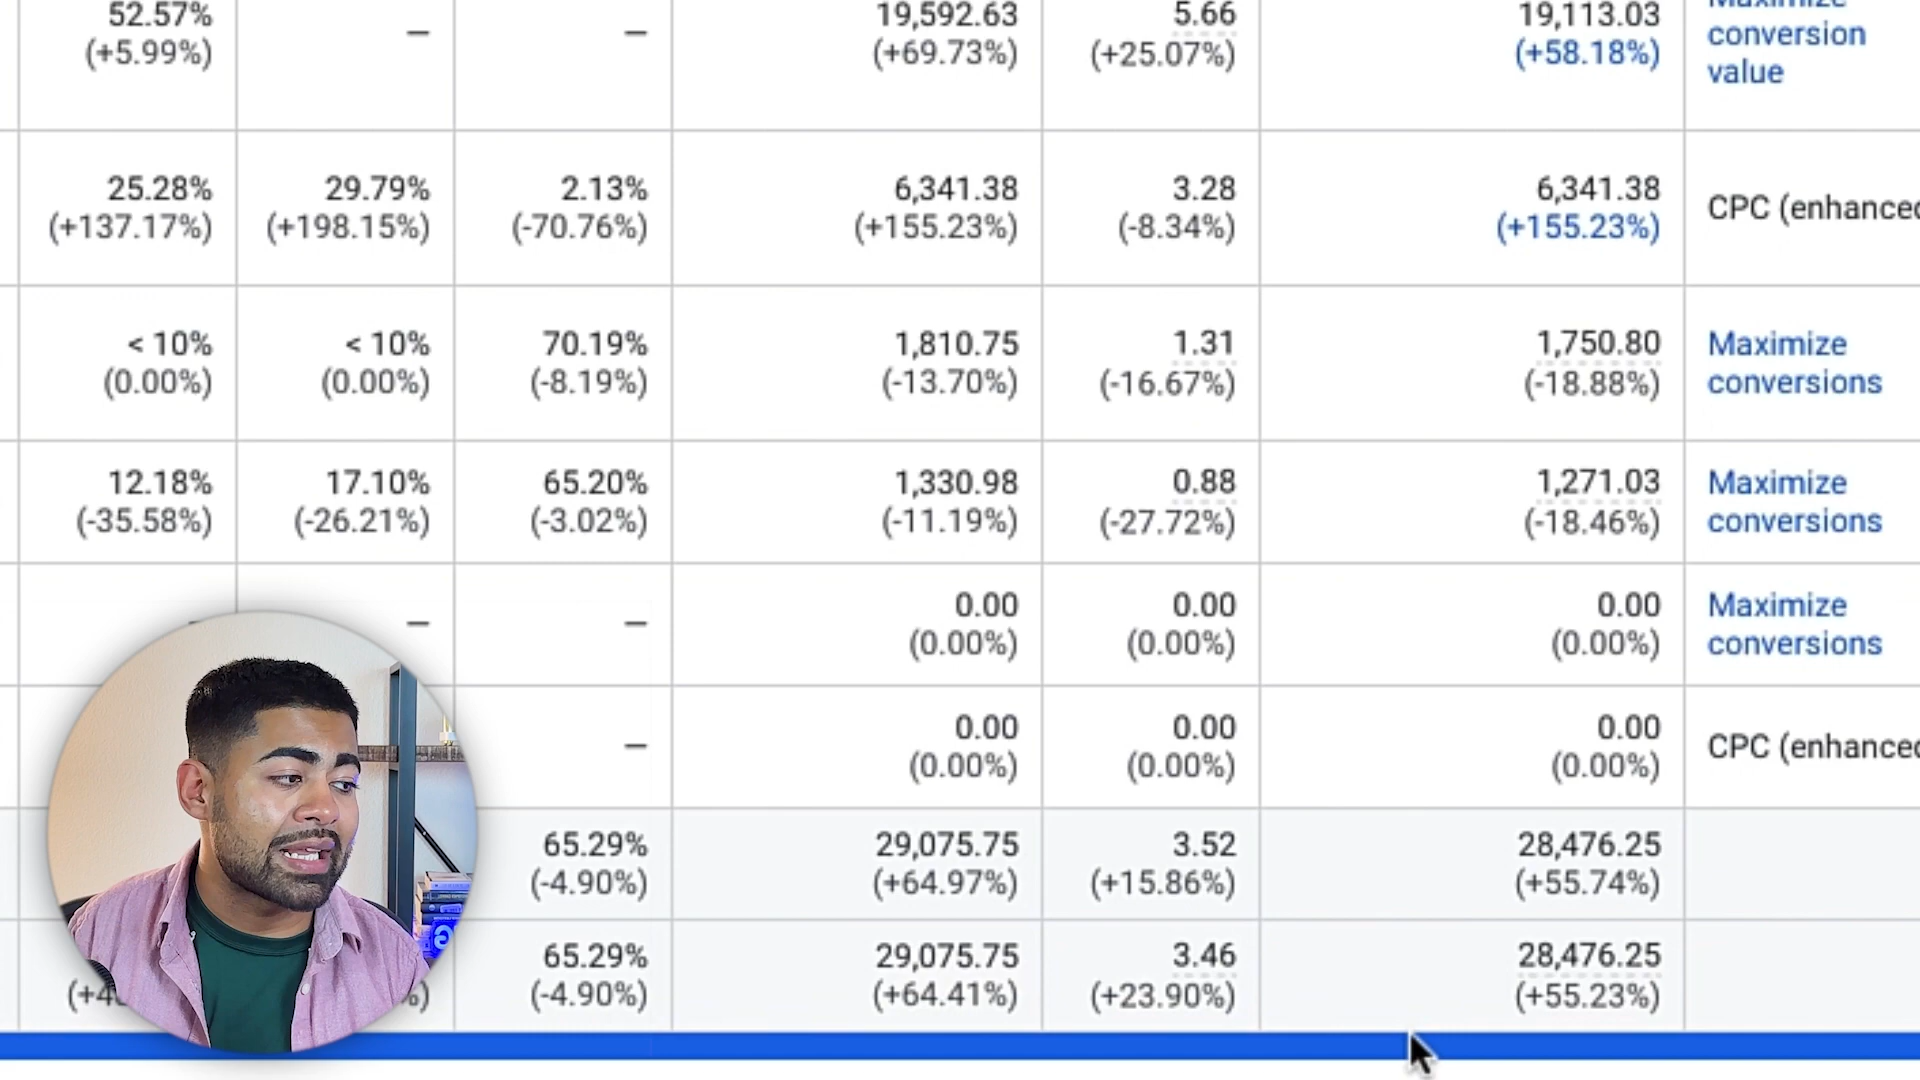 52.57% — — 19,592.63 5.66 19,113.03 Maximize
(+5.99%) (+69.73%) (+25.07%) (+58.18%) conversion
value
25.28% 29.79% 2.13% 6,341.38 3.28 6,341.38 CPC (enhanced
(+137.17%) (+198.15%) (-70.76%) (+155.23%) (-8.34%) (+155.23%)
< 10% < 10% 70.19% 1,810.75 1.31 1,750.80 Maximize
(0.00%) (0.00%) (-8.19%) (-13.70%) (-16.67%) (-18.88%) conversions
12.18% 17.10% 65.20% 1,330.98 0.88 1,271.03 Maximize
(-35.58%) (-26.21%) (-3.02%) (-11.19%) (-27.72%) (-18.46%) conversions
— — 0.00 0.00 0.00 Maximize
(0.00%) (0.00%) (0.00%) conversions
— 0.00 0.00 0.00 CPC (enhanced
(0.00%) (0.00%) (0.00%)
65.29% 29,075.75 3.52 28,476.25
(-4.90%) (+64.97%) (+15.86%) (+55.74%)
65.29% 29,075.75 3.46 28,476.25
(-4.90%) (+64.41%) (+23.90%) (+55.23%)